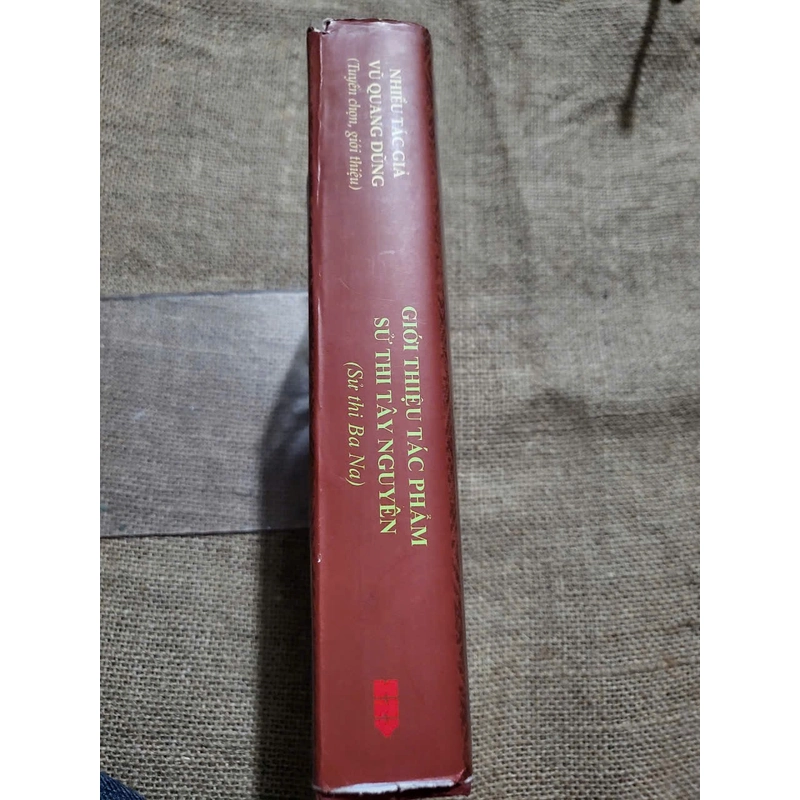 NHIỀU TÁC GIẢ
VŨ QUANG DŨNG
(Tuyển chọn, giới thiệu)
GIỚI THIỆU TÁC PHẨM
SỬ THI TÂY NGUYÊN
(Sử thi Ba Na)